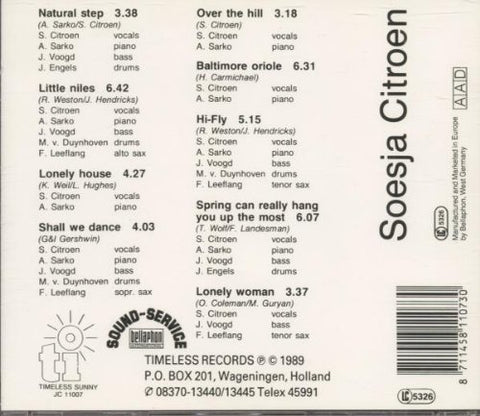 Natural step 3.38
(A. Sarko/S. Citroen)
S. Citroen vocals
A. Sarko piano
J. Voogd bass
J. Engels drums
Little niles 6.42
(R. Weston/J. Hendricks)
S. Citroen vocals
A. Sarko piano
J. Voogd bass
M. v. Duynhoven drums
F. Leeflang alto sax
Lonely house 4.27
(K. Weil/L. Hughes)
S. Citroen vocals
A. Sarko piano
Shall we dance 4.03
(G&I Gershwin)
S. Citroen vocals
A. Sarko piano
J. Voogd bass
M. v. Duynhoven drums
F. Leeflang sopr. sax
Over the hill 3.18
(S. Citroen)
S. Citroen vocals
A. Sarko piano
Baltimore oriole 6.31
(H. Carmichael)
S. Citroen vocals
A. Sarko piano
Hi-Fly 5.15
(R. Weston/J. Hendricks)
S. Citroen vocals
A. Sarko piano
J. Voogd bass
M. v. Duynhoven drums
F. Leeflang tenor sax
Spring can really hang
you up the most 6.07
(T. Wolf/F. Landesman)
S. Citroen vocals
A. Sarko piano
J. Voogd bass
J. Engels drums
Lonely woman 3.37
(O. Coleman/M. Guryan)
S. Citroen vocals
J. Voogd bass
F. Leeflang tenor sax
Soesja Citroen
AAD
LC 5326
Manufactured and Marketed in Europe
by Bellaphon, West Germany
SOUND-SERVICE
bellaphon
TIMELESS SUNNY
JC 11007
TIMELESS RECORDS ℗ © 1989
P.O. BOX 201, Wageningen, Holland
✆ 08370-13440/13445 Telex 45991
8 711458 110730
LC 5326